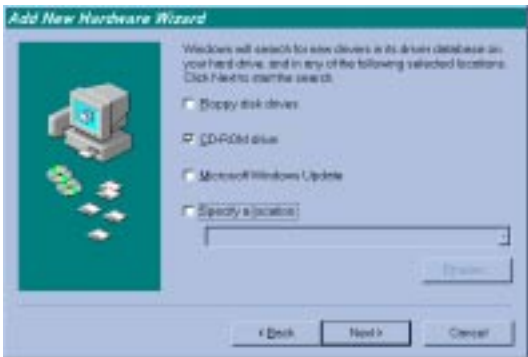 Add New Hardware Wizard
Windows will search for new drivers in its driver database on
your hard drive, and in any of the following selected locations.
Click Next to start the search.
Floppy disk drives
CD-ROM drive
Microsoft Windows Update
Specify a location:
Browse...
< Back
Next >
Cancel